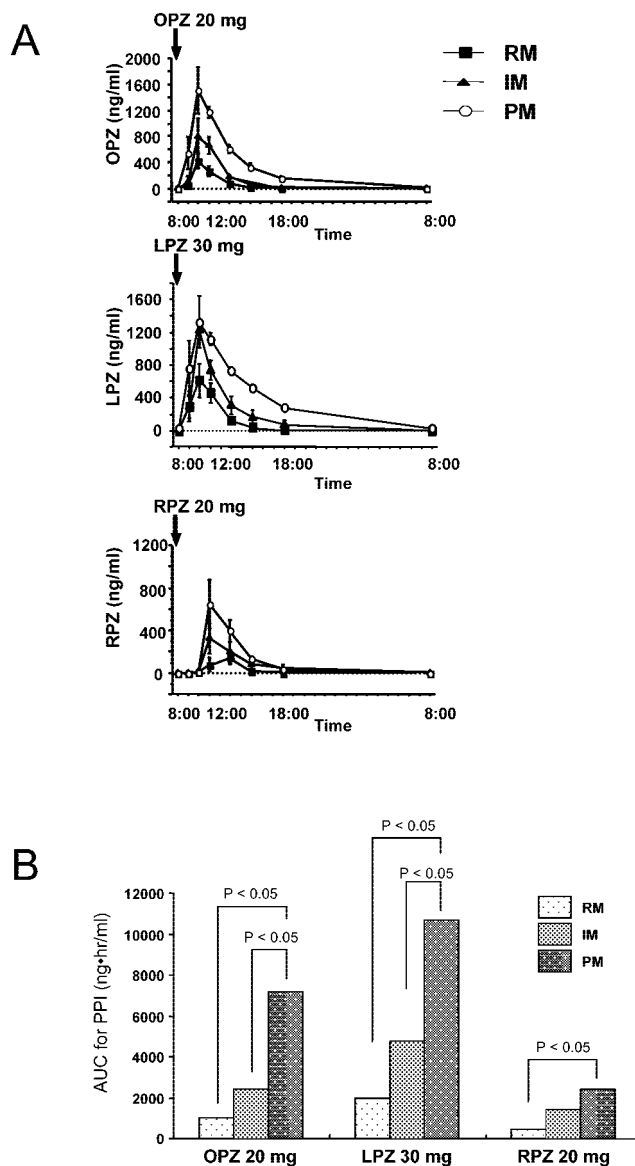 A
OPZ 20 mg
RM
IM
PM
OPZ (ng/ml)
2000
1600
1200
800
400
0
8:00 12:00 18:00 8:00
Time
LPZ 30 mg
LPZ (ng/ml)
1600
1200
800
400
0
8:00 12:00 18:00 8:00
Time
RPZ 20 mg
RPZ (ng/ml)
1200
800
400
0
8:00 12:00 18:00 8:00
Time
B
AUC for PPI (ng•hr/ml)
12000
10000
8000
6000
4000
2000
0
P < 0.05
P < 0.05
P < 0.05
P < 0.05
P < 0.05
RM
IM
PM
OPZ 20 mg LPZ 30 mg RPZ 20 mg